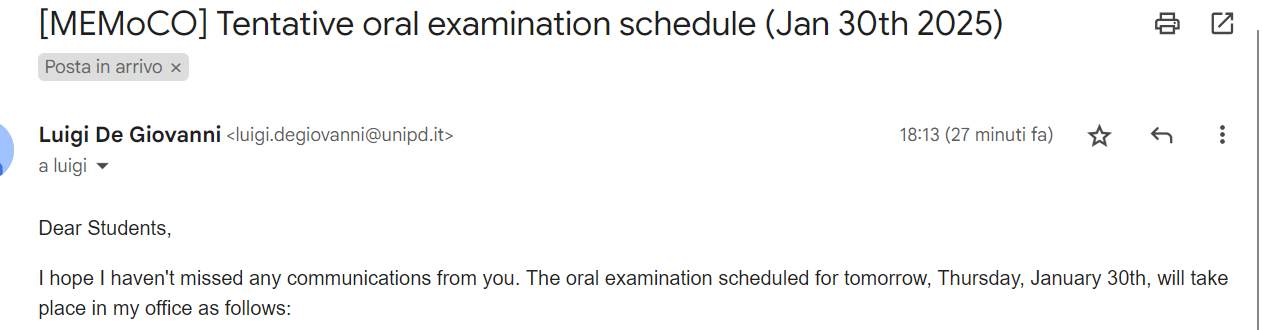 [MEMoCO] Tentative oral examination schedule (Jan 30th 2025)
Posta in arrivo ×
Luigi De Giovanni <luigi.degiovanni@unipd.it>
18:13 (27 minuti fa)
a luigi
Dear Students,
I hope I haven't missed any communications from you. The oral examination scheduled for tomorrow, Thursday, January 30th, will take
place in my office as follows: